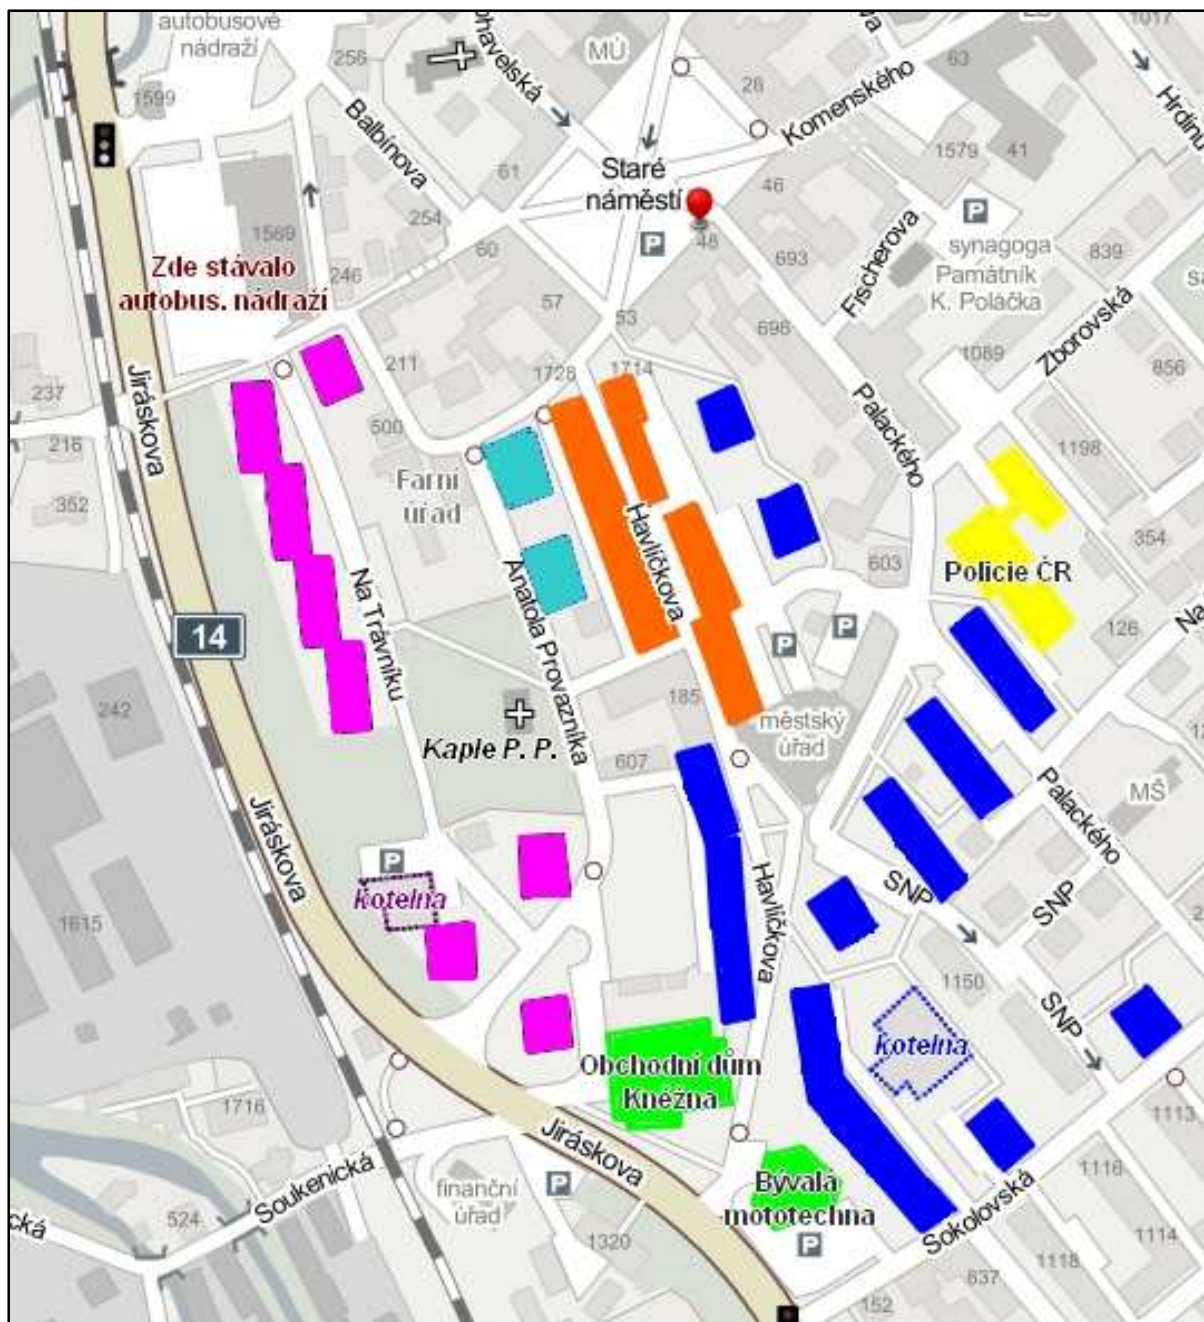 autobusové
nádraží
256
ohavelská
MÚ
28
63
1017
Hrdinů
1599
Balbínova
61
Komenského
1579
41
Staré
náměstí
46
P
P
254
1569
60
48
693
Fischerova
synagoga
Památník
K. Poláčka
839
Zde stávalo
autobus. nádraží
246
57
53
696
Zborovská
1089
856
237
Jiráskova
211
1728
1714
Palackého
216
500
1198
352
Farní
úřad
Havlíčkova
354
Na Trávníku
Anatola Provazníka
603
Policie ČR
14
P
P
126
Na
242
185
městský
úřad
Kaple P. P.
607
MŠ
Palackého
Jiráskova
P
kotelna
Havlíčkova
SNP
SNP
1615
1150
SNP
kotelna
Obchodní dům
Kněžna
1716
1113
Jiráskova
Soukenická
finanční
úřad
P
Bývalá
mototechna
1116
cká
524
1320
P
Sokolovská
1114
1118
637
152